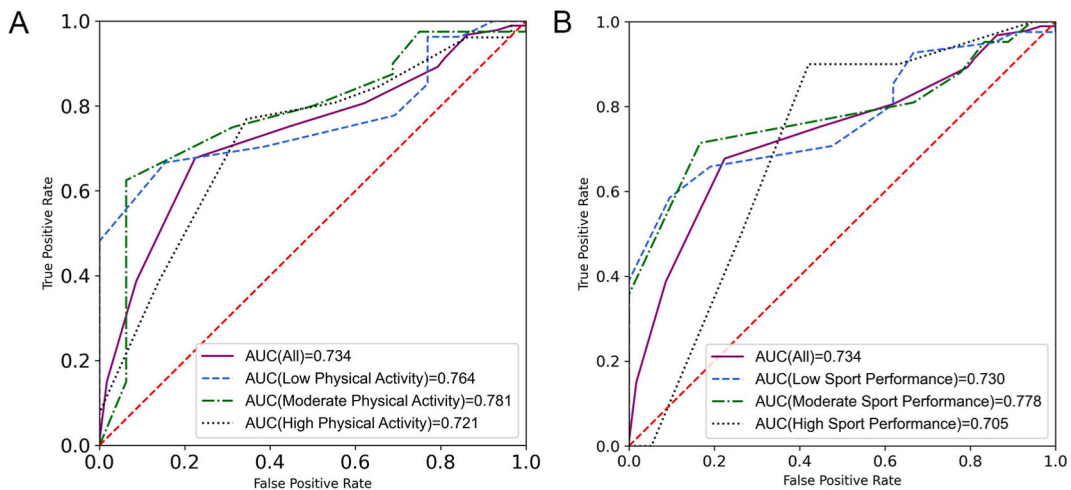 A
True Positive Rate
1.0
0.8
0.6
0.4
0.2
0.0
AUC(All)=0.734
AUC(Low Physical Activity)=0.764
AUC(Moderate Physical Activity)=0.781
AUC(High Physical Activity)=0.721
0.0 0.2 0.4 0.6 0.8 1.0
False Positive Rate
B
True Positive Rate
1.0
0.8
0.6
0.4
0.2
0.0
AUC(All)=0.734
AUC(Low Sport Performance)=0.730
AUC(Moderate Sport Performance)=0.778
AUC(High Sport Performance)=0.705
0.0 0.2 0.4 0.6 0.8 1.0
False Positive Rate